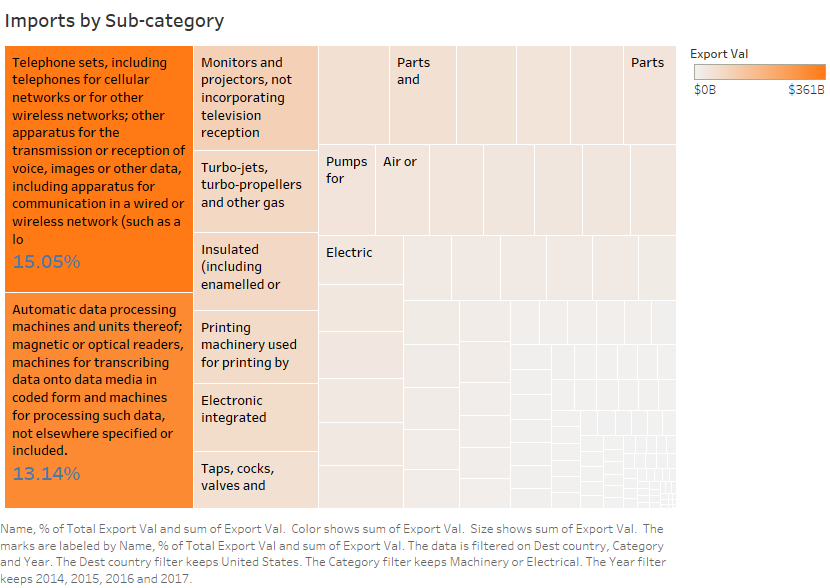 Imports by Sub-category
Telephone sets, including
telephones for cellular
networks or for other
wireless networks; other
apparatus for the
transmission or reception of
voice, images or other data,
including apparatus for
communication in a wired or
wireless network (such as a
lo
15.05%
Automatic data processing
machines and units thereof;
magnetic or optical readers,
machines for transcribing
data onto data media in
coded form and machines
for processing such data,
not elsewhere specified or
included.
13.14%
Monitors and
projectors, not
incorporating
television
reception
Turbo-jets,
turbo-propellers
and other gas
Insulated
(including
enamelled or
Printing
machinery used
for printing by
Electronic
integrated
Taps, cocks,
valves and
Parts
and
Parts
Pumps
for
Air or
Electric
Export Val
$0B
$361B
Name, % of Total Export Val and sum of Export Val.  Color shows sum of Export Val.  Size shows sum of Export Val.  The
marks are labeled by Name, % of Total Export Val and sum of Export Val. The data is filtered on Dest country, Category
and Year. The Dest country filter keeps United States. The Category filter keeps Machinery or Electrical. The Year filter
keeps 2014, 2015, 2016 and 2017.